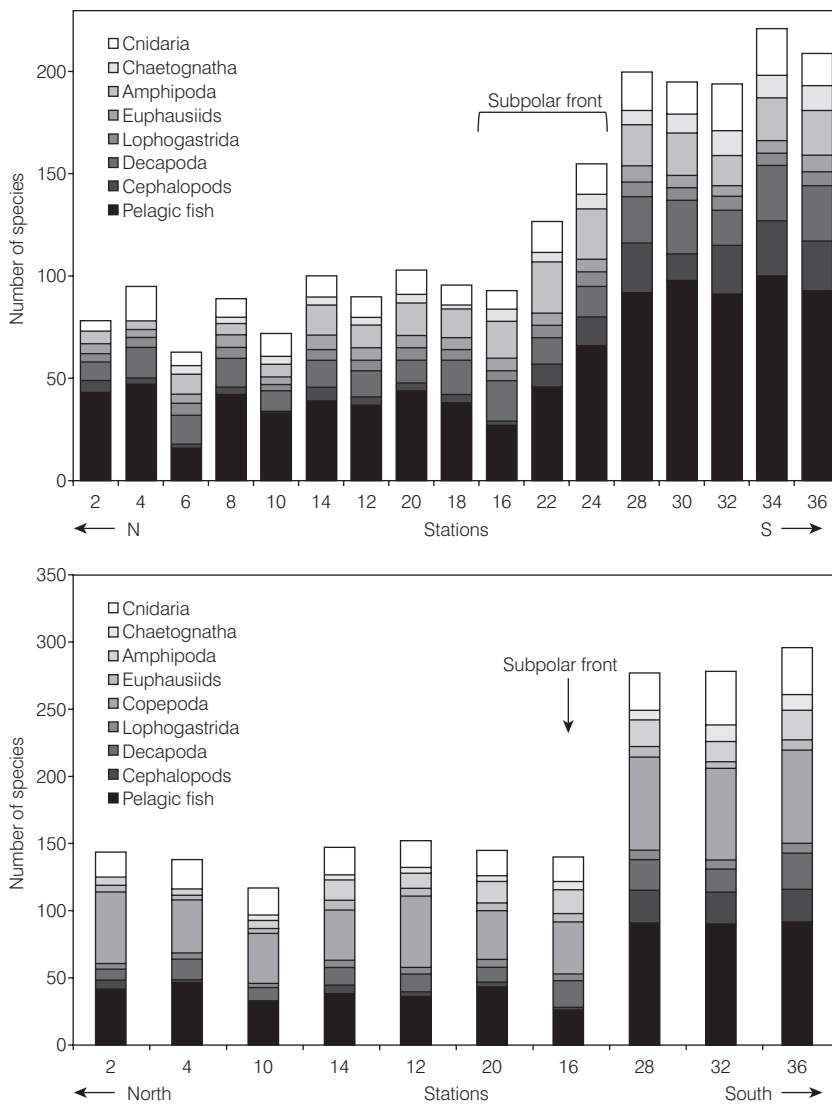 Number of species
200
150
100
50
0
Cnidaria
Chaetognatha
Amphipoda
Euphausiids
Lophogastrida
Decapoda
Cephalopods
Pelagic fish
Subpolar front
2 4 6 8 10 14 12 20 18 16 22 24 28 30 32 34 36
N Stations S
Number of species
350
300
250
200
150
100
50
0
Cnidaria
Chaetognatha
Amphipoda
Euphausiids
Copepoda
Lophogastrida
Decapoda
Cephalopods
Pelagic fish
Subpolar front
2 4 10 14 12 20 16 28 32 36
North Stations South